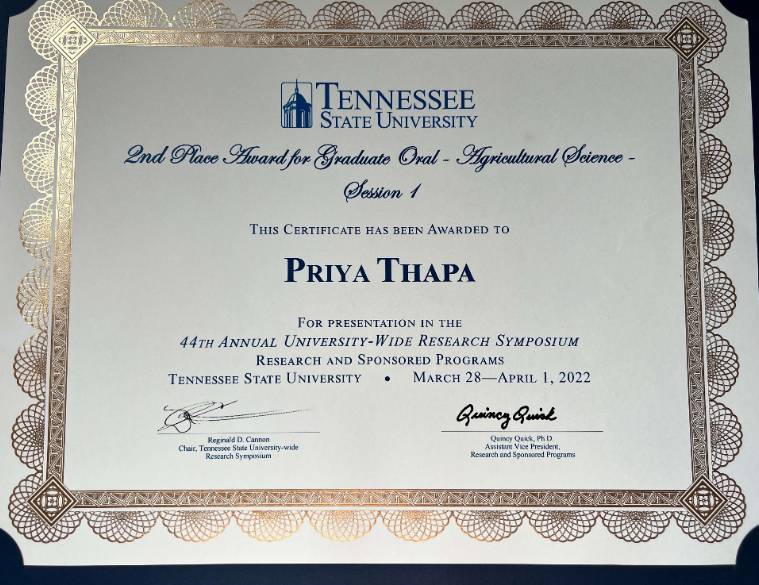 TENNESSEE
STATE UNIVERSITY
2nd Place Award for Graduate Oral - Agricultural Science -
Session 1
THIS CERTIFICATE HAS BEEN AWARDED TO
PRIYA THAPA
FOR PRESENTATION IN THE
44TH ANNUAL UNIVERSITY-WIDE RESEARCH SYMPOSIUM
RESEARCH AND SPONSORED PROGRAMS
TENNESSEE STATE UNIVERSITY • MARCH 28—APRIL 1, 2022
Quincy Quick
Reginald D. Cannon
Chair, Tennessee State University-wide
Research Symposium
Quincy Quick, Ph.D.
Assistant Vice President,
Research and Sponsored Programs